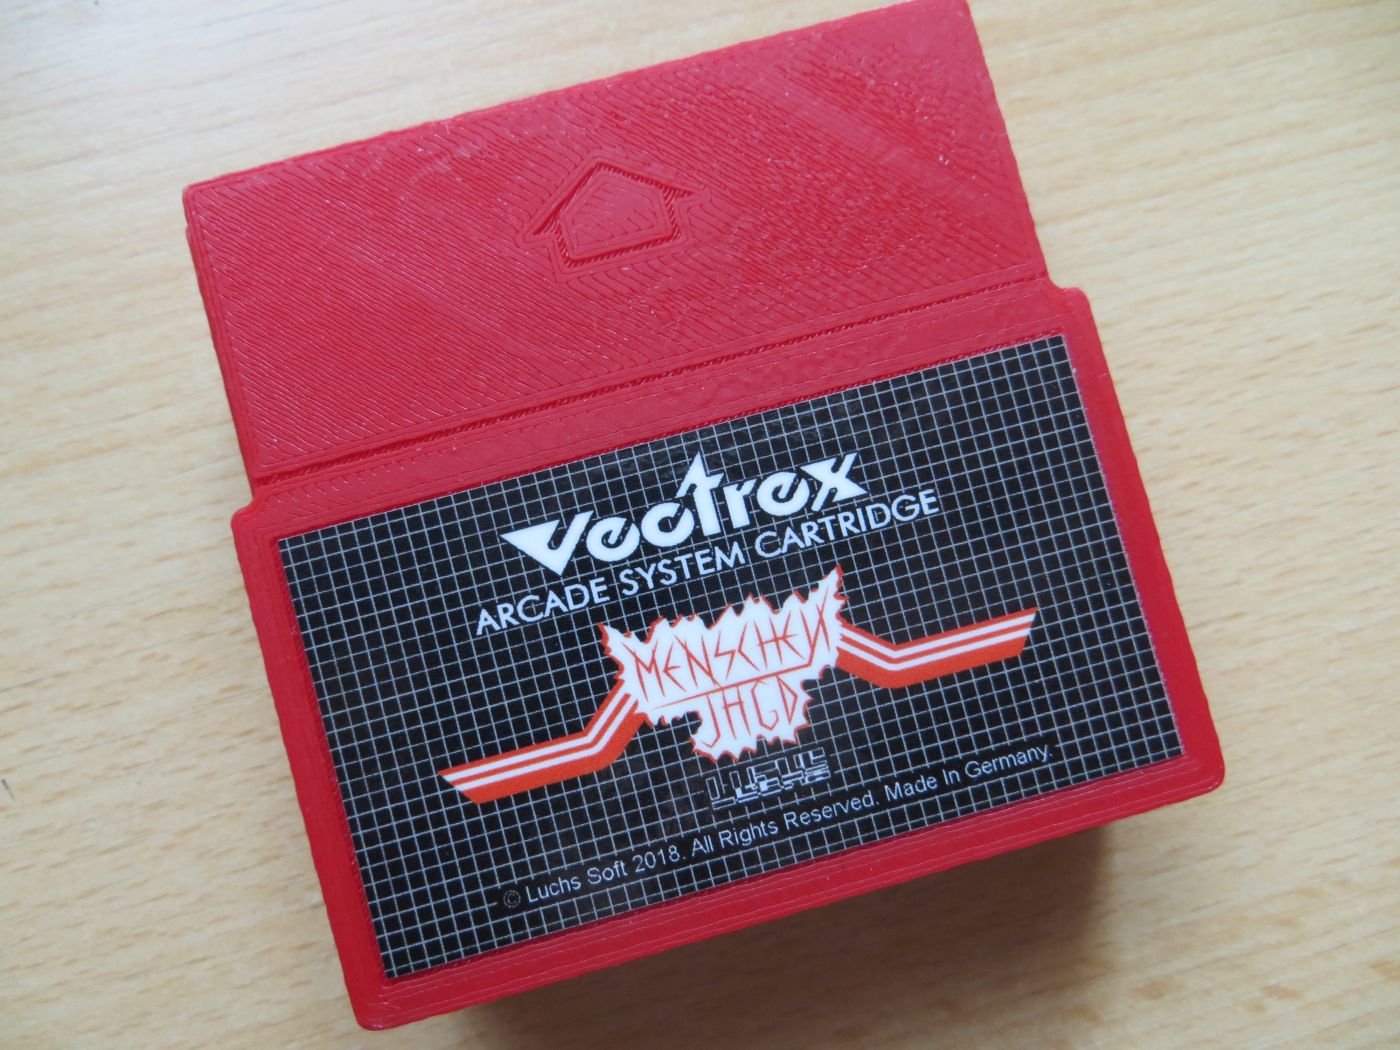 Vectrex
ARCADE SYSTEM CARTRIDGE
MENSCHEN
JAGD
© Luchs Soft 2018. All Rights Reserved. Made In Germany.